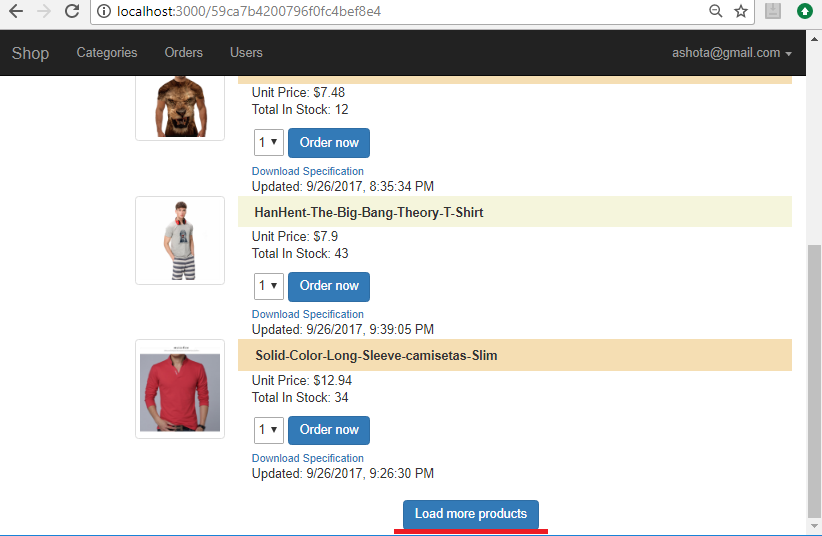 localhost:3000/59ca7b4200796f0fc4bef8e4
Shop Categories Orders Users ashota@gmail.com
Unit Price: $7.48
Total In Stock: 12
1 Order now
Download Specification
Updated: 9/26/2017, 8:35:34 PM
HanHent-The-Big-Bang-Theory-T-Shirt
Unit Price: $7.9
Total In Stock: 43
1 Order now
Download Specification
Updated: 9/26/2017, 9:39:05 PM
Solid-Color-Long-Sleeve-camisetas-Slim
Unit Price: $12.94
Total In Stock: 34
1 Order now
Download Specification
Updated: 9/26/2017, 9:26:30 PM
Load more products